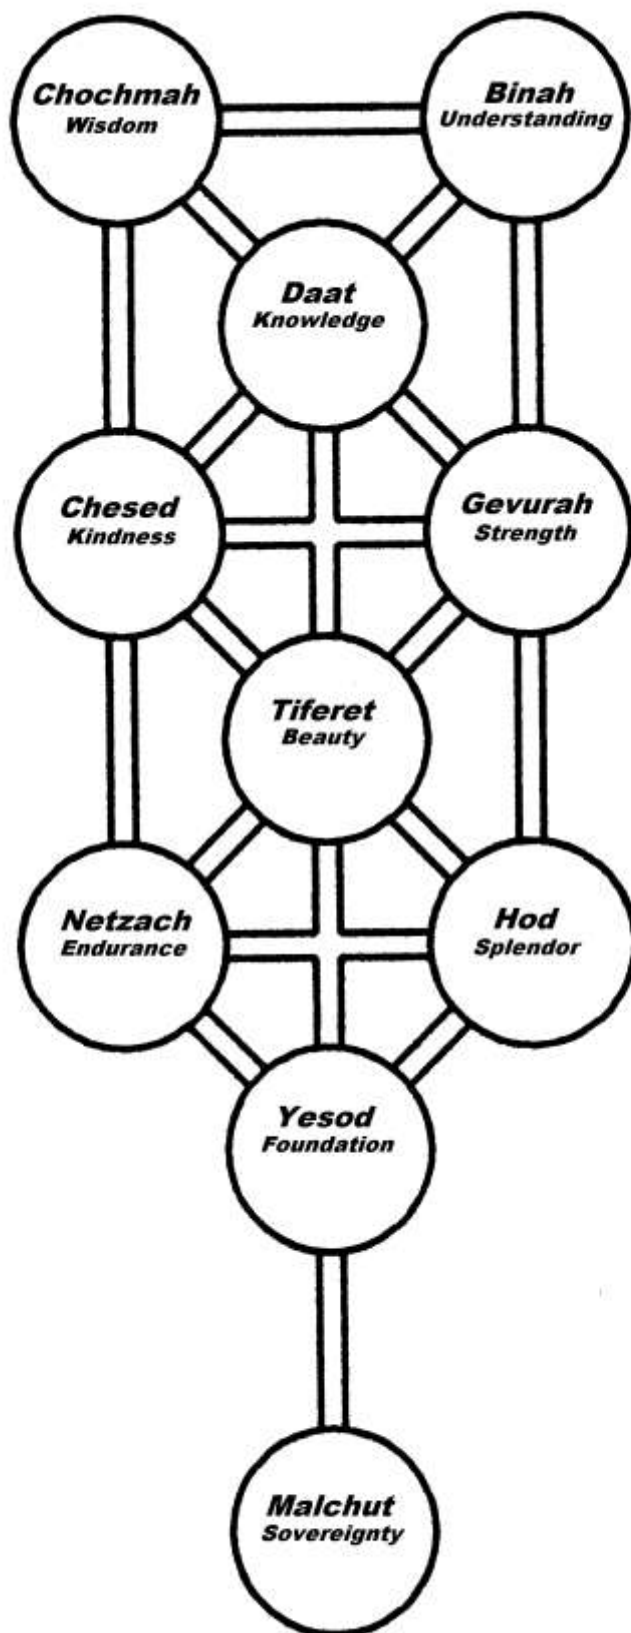 Chochmah
Wisdom
Binah
Understanding
Daat
Knowledge
Chesed
Kindness
Gevurah
Strength
Tiferet
Beauty
Netzach
Endurance
Hod
Splendor
Yesod
Foundation
Malchut
Sovereignty